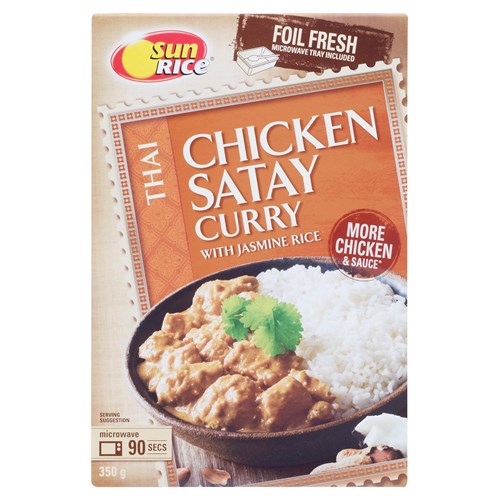 Sun
RICE®
FOIL FRESH
MICROWAVE TRAY INCLUDED
THAI
CHICKEN
SATAY
CURRY
WITH JASMINE RICE
MORE
CHICKEN
& SAUCE*
SERVING
SUGGESTION
microwave
90 SECS
350 g